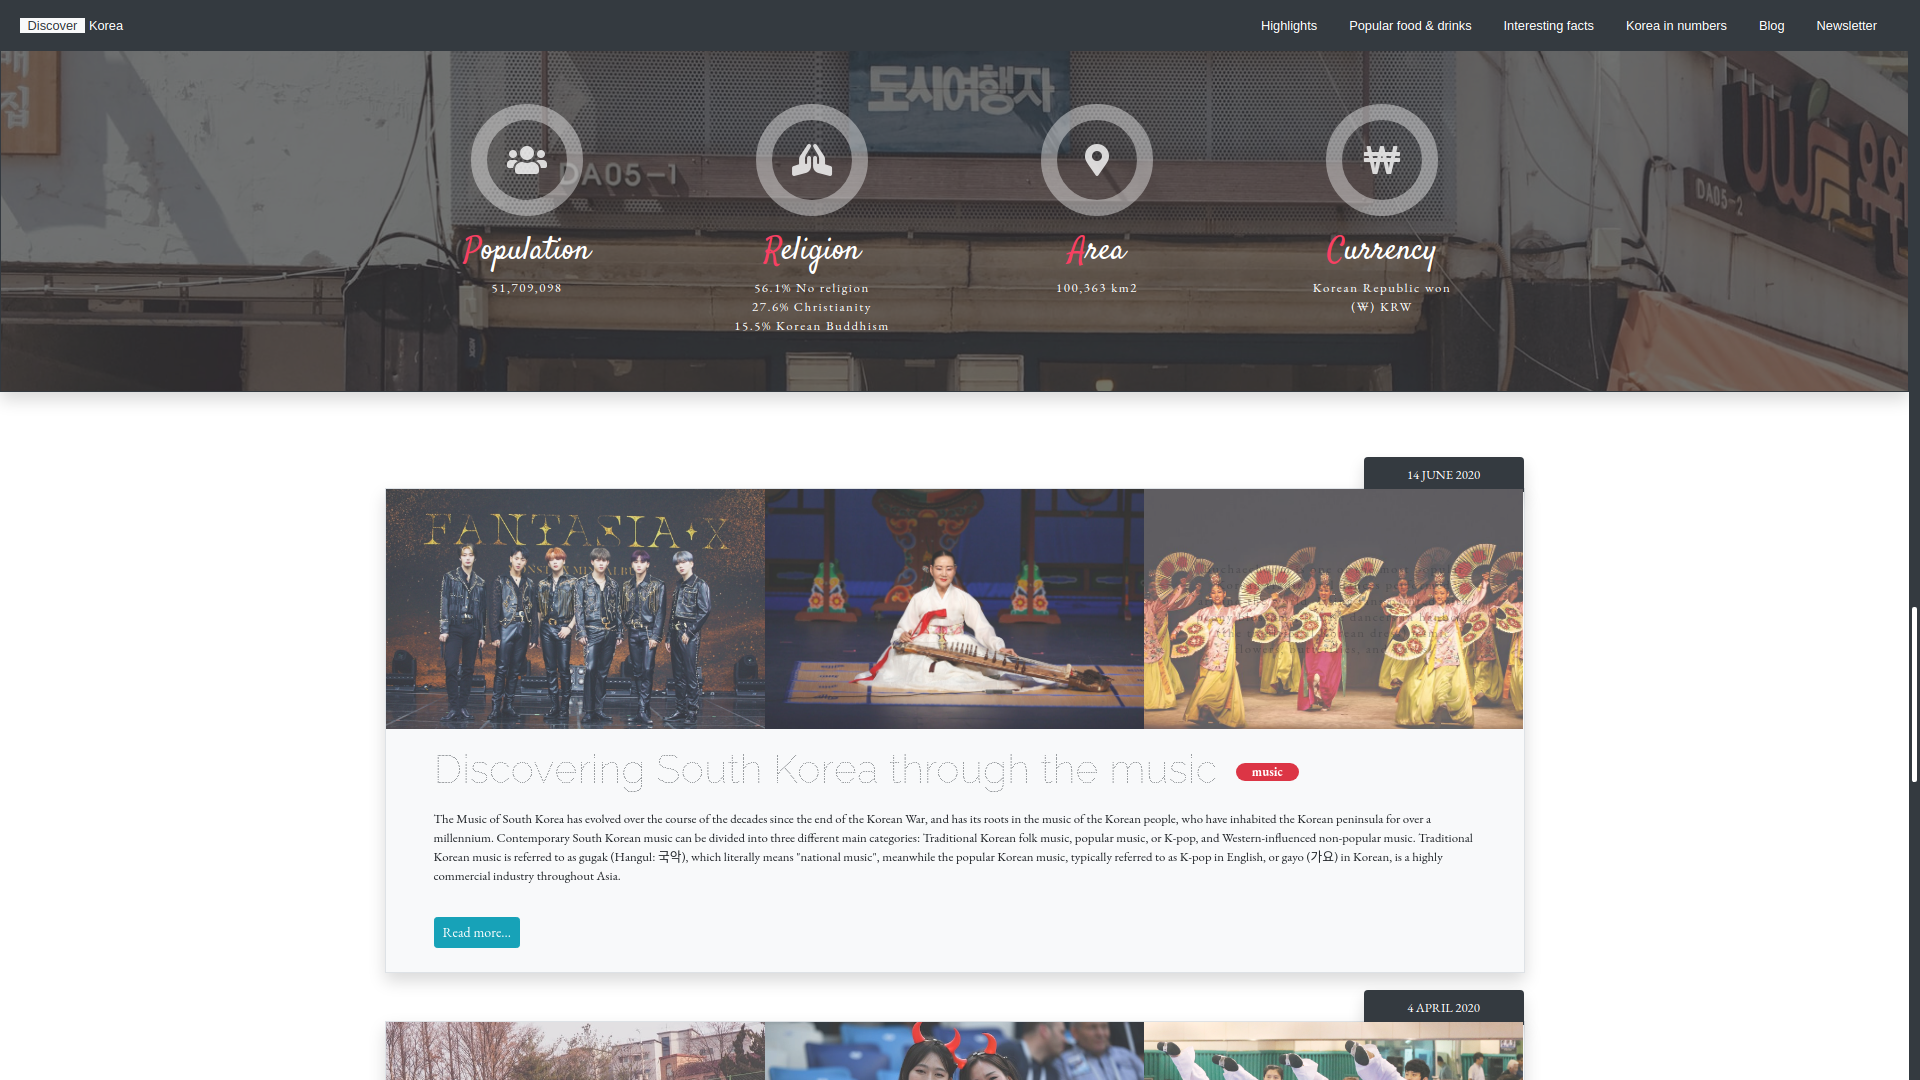 Discover Korea
Highlights
Popular food & drinks
Interesting facts
Korea in numbers
Blog
Newsletter
도시여행자
DA05-1
DA05-2
Population
51,709,098
Religion
56.1% No religion
27.6% Christianity
15.5% Korean Buddhism
Area
100,363 km2
Currency
Korean Republic won
(₩) KRW
14 JUNE 2020
FANTASIA X
Discovering South Korea through the music
music
The Music of South Korea has evolved over the course of the decades since the end of the Korean War, and has its roots in the music of the Korean people, who have inhabited the Korean peninsula for over a
millennium. Contemporary South Korean music can be divided into three different main categories: Traditional Korean folk music, popular music, or K-pop, and Western-influenced non-popular music. Traditional
Korean music is referred to as gugak (Hangul: 국악), which literally means "national music", meanwhile the popular Korean music, typically referred to as K-pop in English, or gayo (가요) in Korean, is a highly
commercial industry throughout Asia.
Read more...
4 APRIL 2020